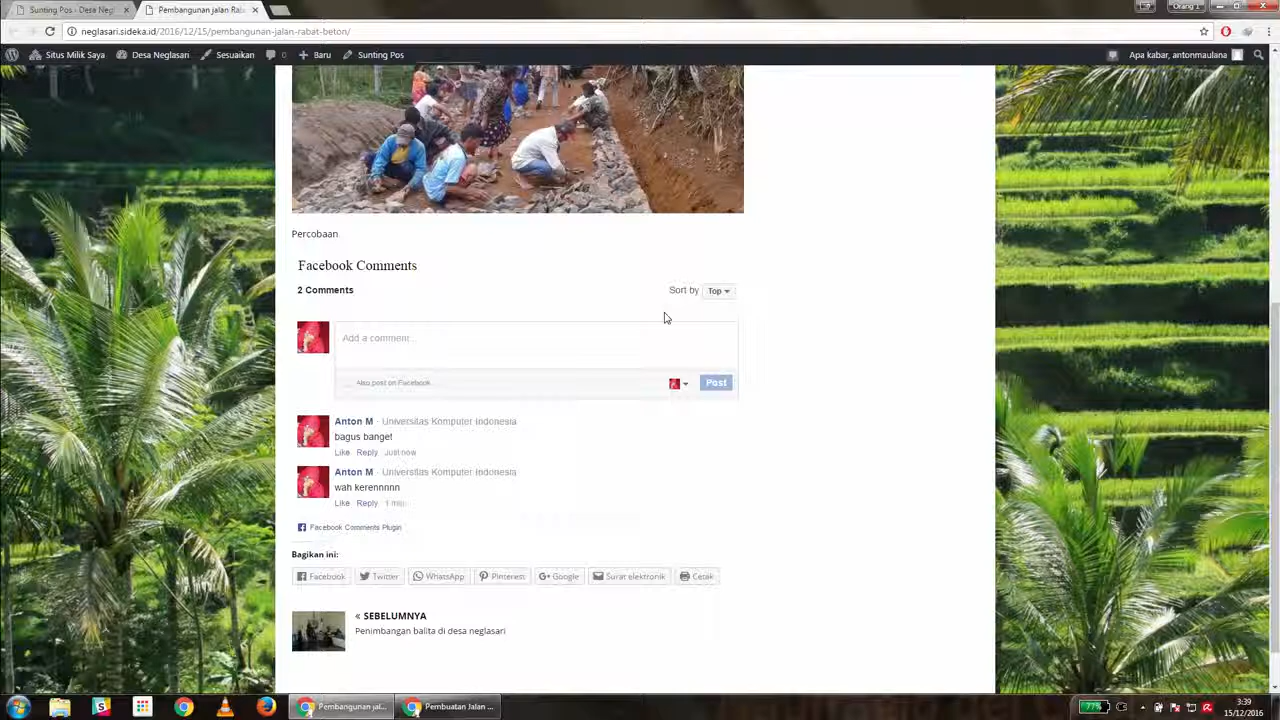 Sunting Pos ‹ Desa Negl
Pembangunan jalan Rab
Orang 1
neglasari.sideka.id/2016/12/15/pembangunan-jalan-rabat-beton/
Situs Milik Saya
Desa Neglasari
Sesuaikan
0
Baru
Sunting Pos
Apa kabar, antonmaulana
Percobaan
Facebook Comments
2 Comments
Sort by Top
Add a comment...
Also post on Facebook
Post
Anton M · Universitas Komputer Indonesia
bagus banget
Like Reply Just now
Anton M · Universitas Komputer Indonesia
wah kerennnnn
Like Reply 1 min
Facebook Comments Plugin
Bagikan ini:
Facebook
Twitter
WhatsApp
Pinterest
Google
Surat elektronik
Cetak
« SEBELUMNYA
Penimbangan balita di desa neglasari
Pembangunan jal...
Pembuatan Jalan ...
77%
3:39
15/12/2016